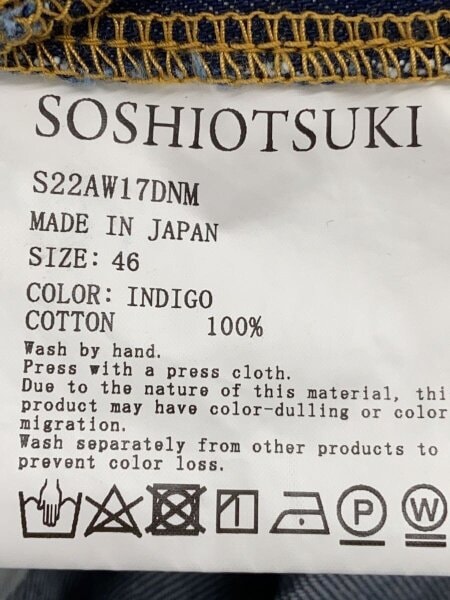 SOSHIOTSUKI
S22AW17DNM
MADE IN JAPAN
SIZE: 46
COLOR: INDIGO
COTTON 100%
Wash by hand.
Press with a press cloth.
Due to the nature of this material, thi
product may have color-dulling or color
migration.
Wash separately from other products to
prevent color loss.
P W